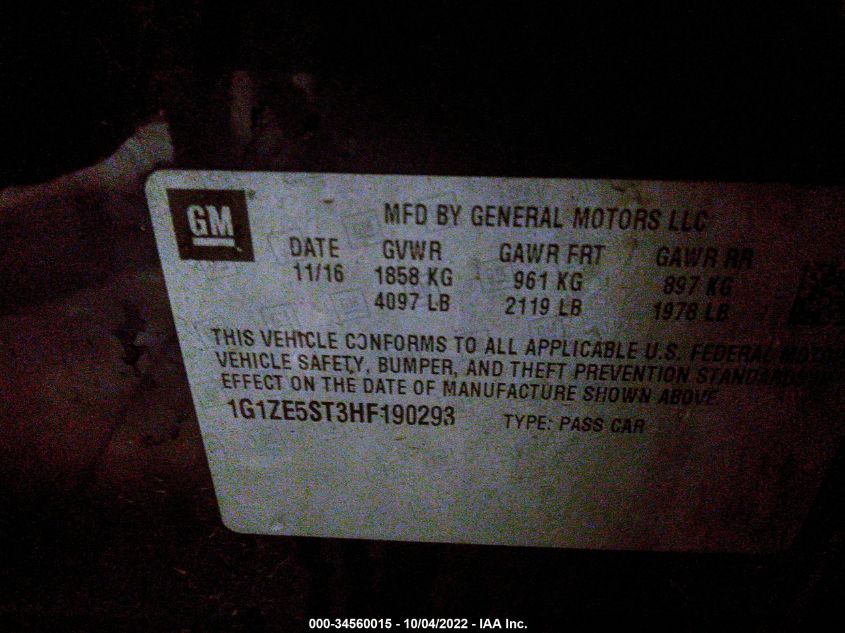 GM
MFD BY GENERAL MOTORS LLC
DATE GVWR GAWR FRT GAWR RR
11/16 1858 KG 961 KG 897 KG
4097 LB 2119 LB 1978 LB
THIS VEHICLE CONFORMS TO ALL APPLICABLE U.S. FEDERAL MOTOR
VEHICLE SAFETY, BUMPER, AND THEFT PREVENTION STANDARDS
EFFECT ON THE DATE OF MANUFACTURE SHOWN ABOVE.
1G1ZE5ST3HF190293 TYPE: PASS CAR
000-34560015 - 10/04/2022 - IAA Inc.